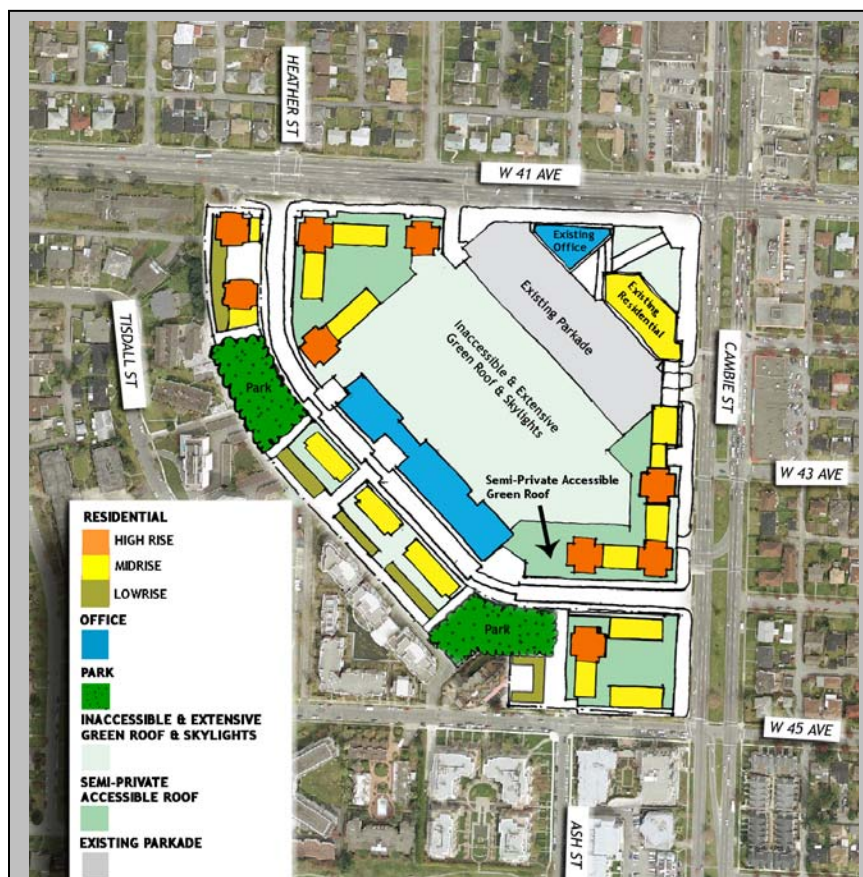 HEATHER ST
W 41 AVE
Existing
Office
Existing
Residential
Existing Parkade
Inaccessible & Extensive
Green Roof & Skylights
TISDALL ST
CAMBIE ST
Park
W 43 AVE
Semi-Private Accessible
Green Roof
Park
W 45 AVE
ASH ST
RESIDENTIAL
HIGH RISE
MIDRISE
LOWRISE
OFFICE
PARK
INACCESSIBLE & EXTENSIVE
GREEN ROOF & SKYLIGHTS
SEMI-PRIVATE
ACCESSIBLE ROOF
EXISTING PARKADE